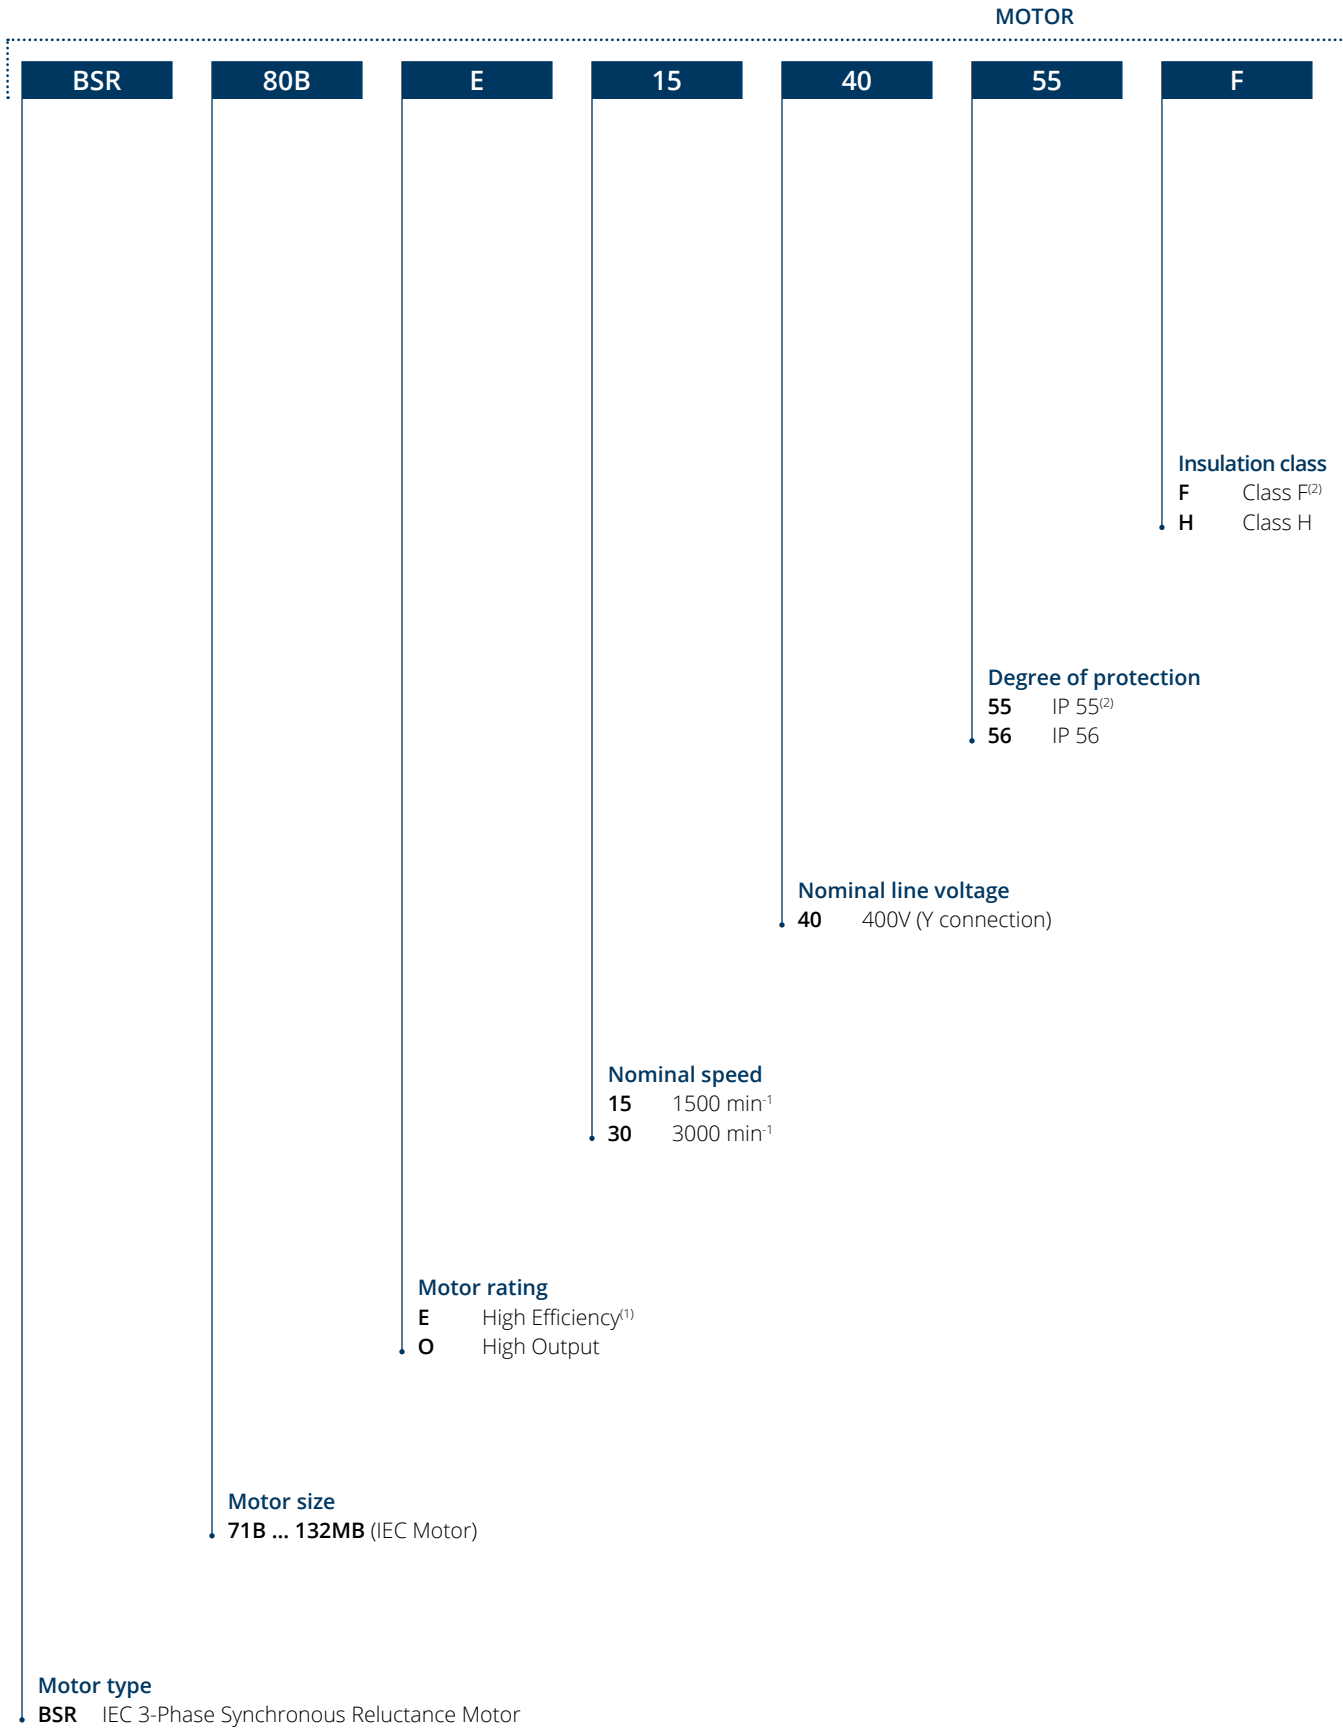 MOTOR
BSR 80B E 15 40 55 F
Insulation class
F Class F(2)
H Class H
Degree of protection
55 IP 55(2)
56 IP 56
Nominal line voltage
40 400V (Y connection)
Nominal speed
15 1500 min-1
30 3000 min-1
Motor rating
E High Efficiency(1)
O High Output
Motor size
71B ... 132MB (IEC Motor)
Motor type
BSR IEC 3-Phase Synchronous Reluctance Motor